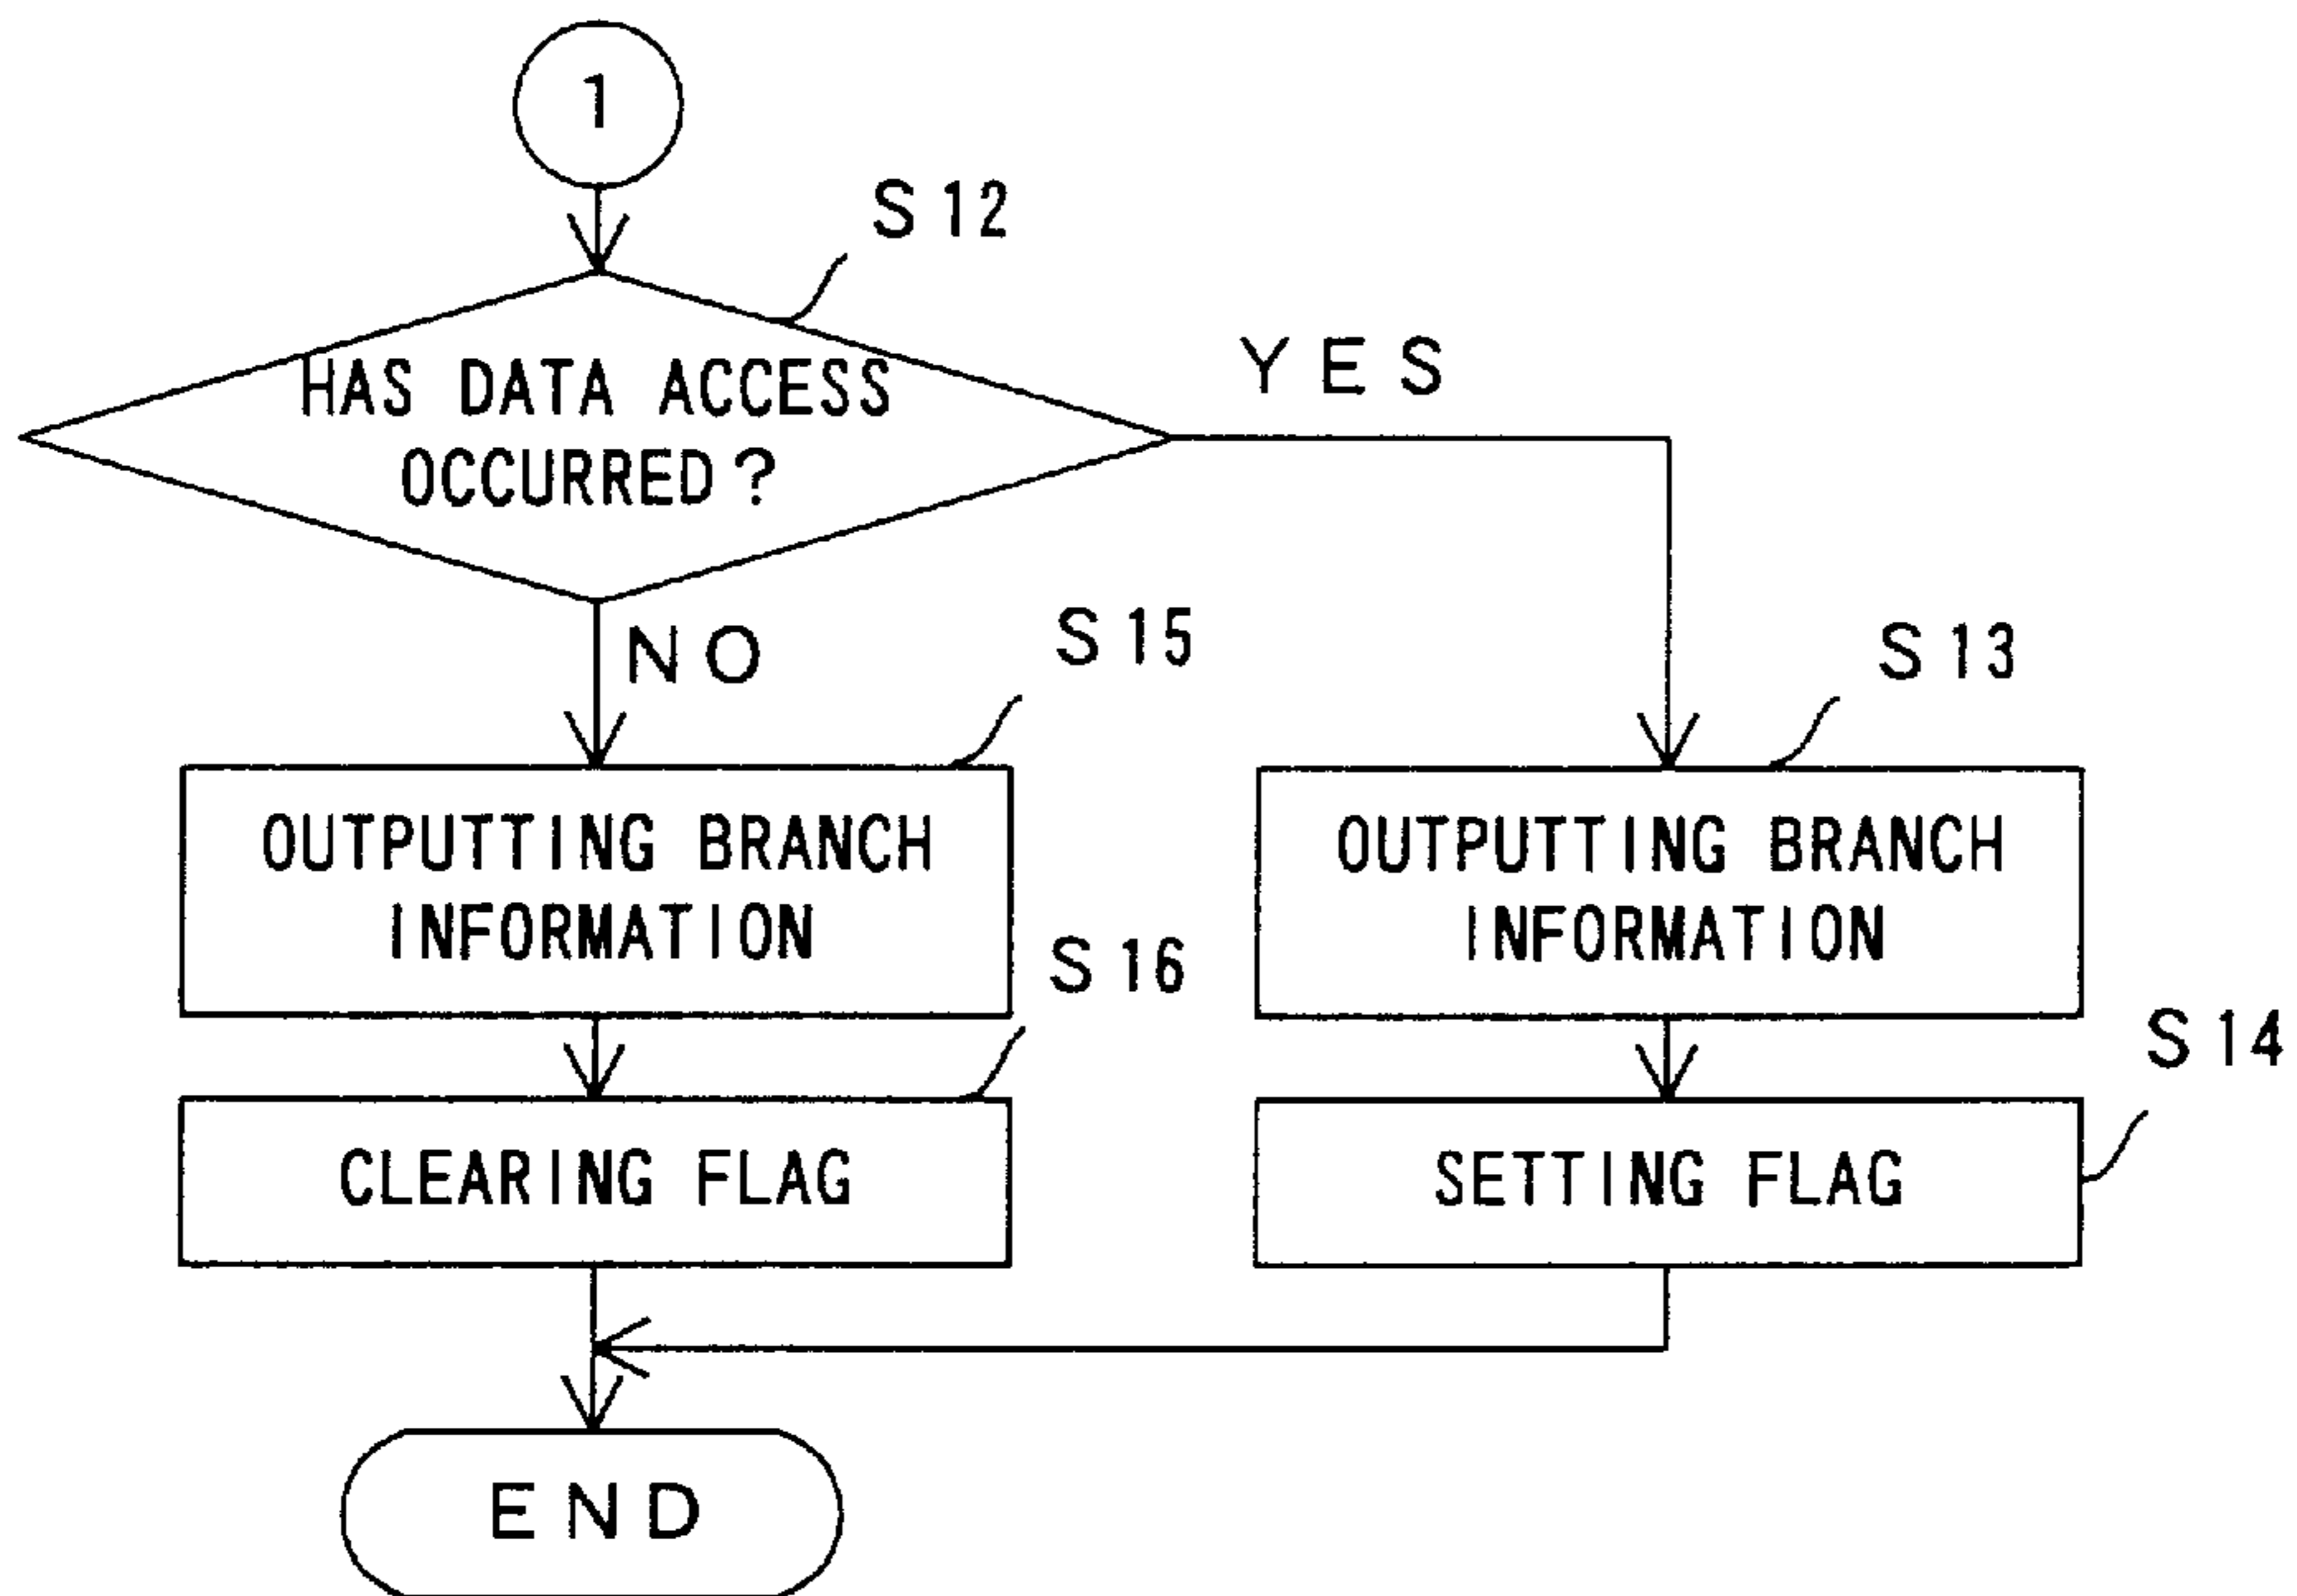 1
S12
HAS DATA ACCESS
OCCURRED?
YES
NO
S15
S13
OUTPUTTING BRANCH
INFORMATION
OUTPUTTING BRANCH
INFORMATION
S16
S14
CLEARING FLAG
SETTING FLAG
END